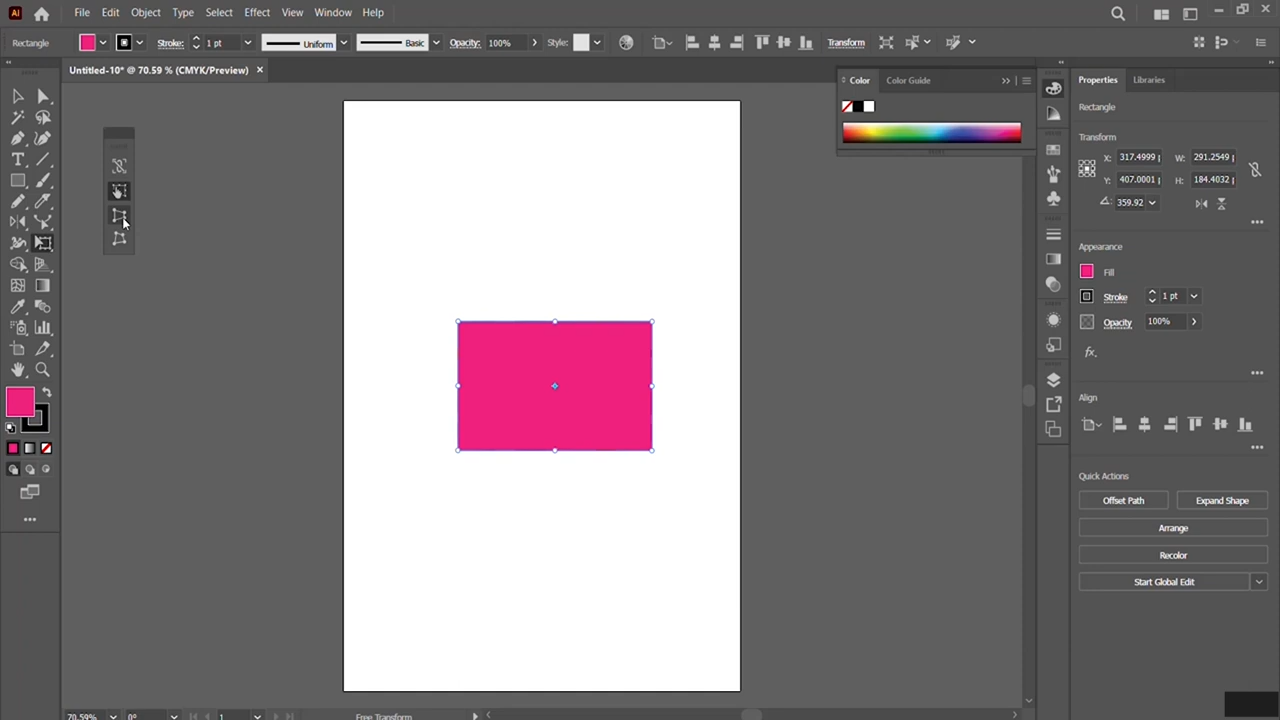 Ai File Edit Object Type Select Effect View Window Help
Rectangle Stroke: 1 pt Uniform Basic Opacity: 100% Style: Transform
Untitled-10* @ 70.59 % (CMYK/Preview) ×
Color Color Guide
Properties Libraries
Rectangle
Transform
X: 317.4999 W: 291.2549
Y: 407.0001 H: 184.4032
359.92
Appearance
Fill
Stroke 1 pt
Opacity 100%
fx.
Align
Quick Actions
Offset Path Expand Shape
Arrange
Recolor
Start Global Edit
70.59% 0° 1 Free Transform